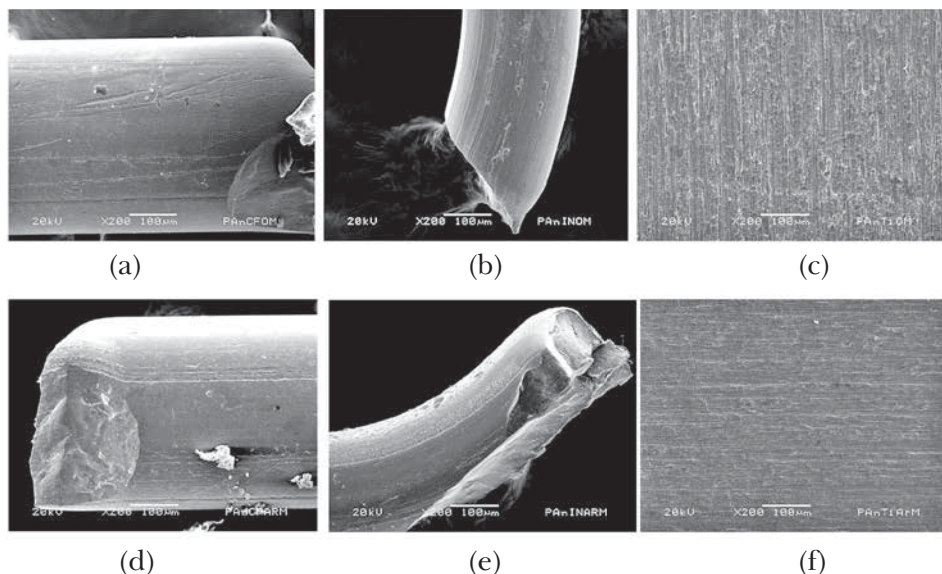 20kV X200 100µm PAnCFOM
20kV X200 100µm PAnINOM
20kV X200 100µm PAnTiOM
(a)
(b)
(c)
20kV X200 100µm
20kV X200 100µm PAnINARM
20kV X200 100µm PAnTiArM
(d)
(e)
(f)